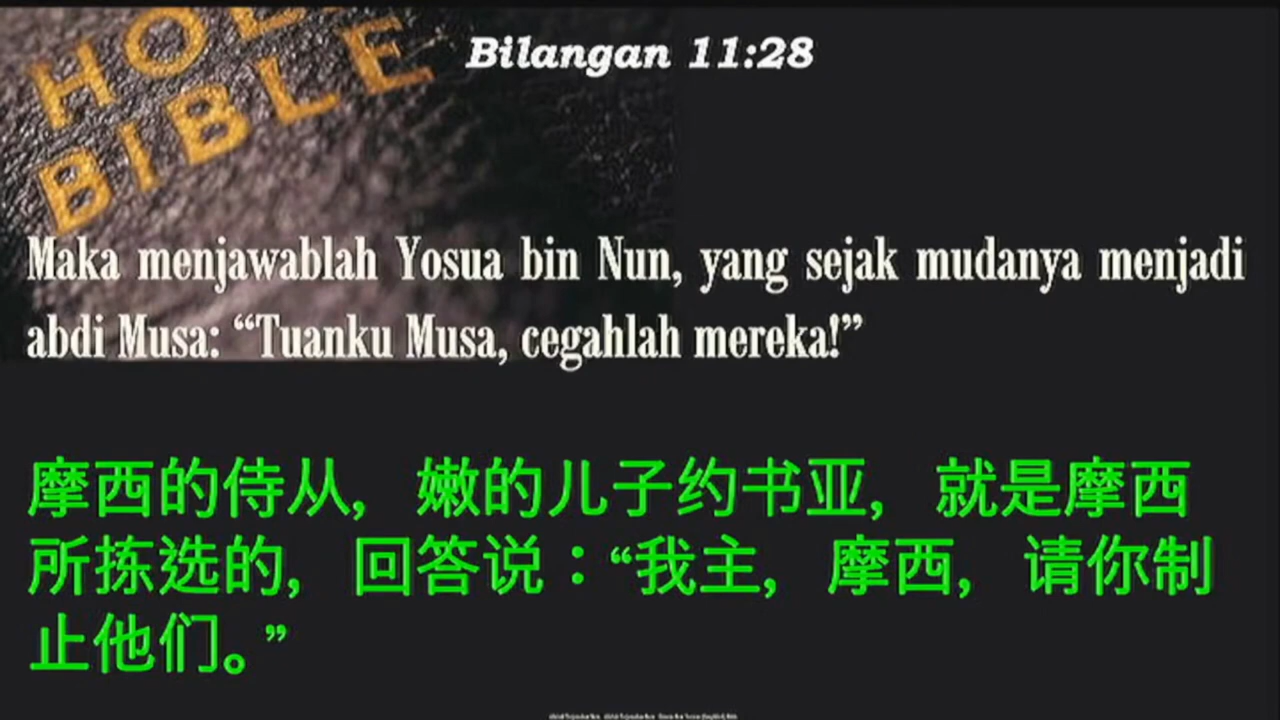 HOL
BIBLE
Bilangan 11:28
Maka menjawablah Yosua bin Nun, yang sejak mudanya menjadi
abdi Musa: “Tuanku Musa, cegahlah mereka!”
摩西的侍从, 嫩的儿子约书亚, 就是摩西
所拣选的, 回答说：“我主, 摩西, 请你制
止他们。”